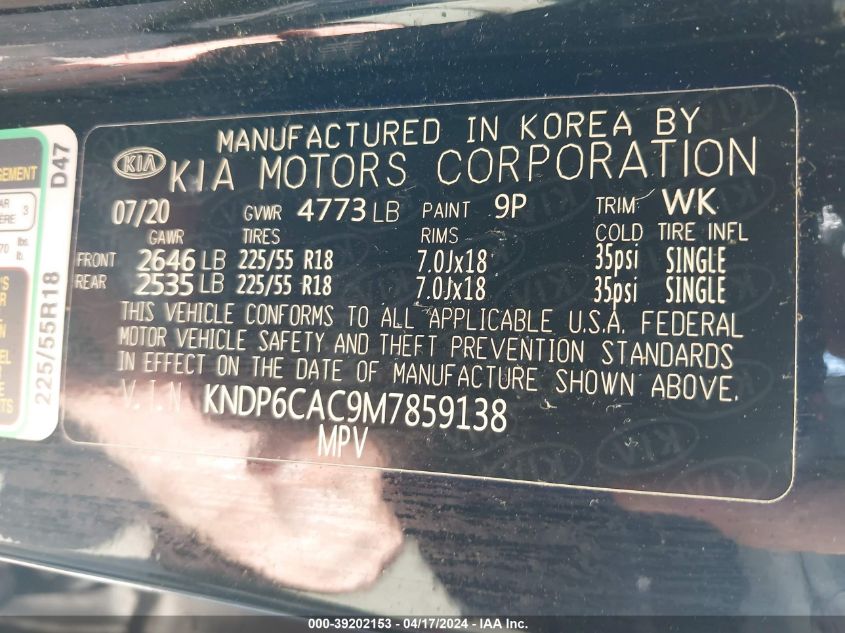 MANUFACTURED IN KOREA BY
KIA KIA MOTORS CORPORATION
07/20 GVWR 4773 LB PAINT 9P TRIM: WK
GAWR TIRES RIMS COLD TIRE INFL
FRONT 2646 LB 225/55 R18 7.0Jx18 35psi SINGLE
REAR 2535 LB 225/55 R18 7.0Jx18 35psi SINGLE
THIS VEHICLE CONFORMS TO ALL APPLICABLE U.S.A. FEDERAL
MOTOR VEHICLE SAFETY AND THEFT PREVENTION STANDARDS
IN EFFECT ON THE DATE OF MANUFACTURE SHOWN ABOVE.
V.I.N KNDP6CAC9M7859138
MPV
D47
225/55R18
3
lbs.
000-39202153 - 04/17/2024 - IAA, Inc.